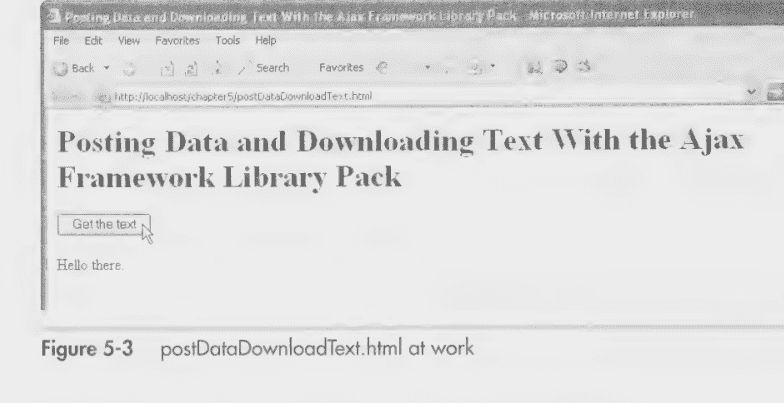 Posting Data and Downloading Text With the Ajax Framework Library Pack - Microsoft Internet Explorer
File Edit View Favorites Tools Help
Back Search Favorites
http://localhost/chapter5/postDataDownloadText.html
Posting Data and Downloading Text With the Ajax
Framework Library Pack
Get the text
Hello there.
Figure 5-3 postDataDownloadText.html at work